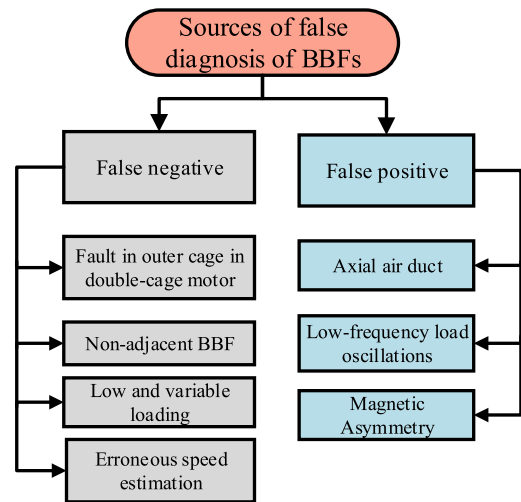 Sources of false
diagnosis of BBFs
False negative
False positive
Fault in outer cage in
double-cage motor
Non-adjacent BBF
Low and variable
loading
Erroneous speed
estimation
Axial air duct
Low-frequency load
oscillations
Magnetic
Asymmetry